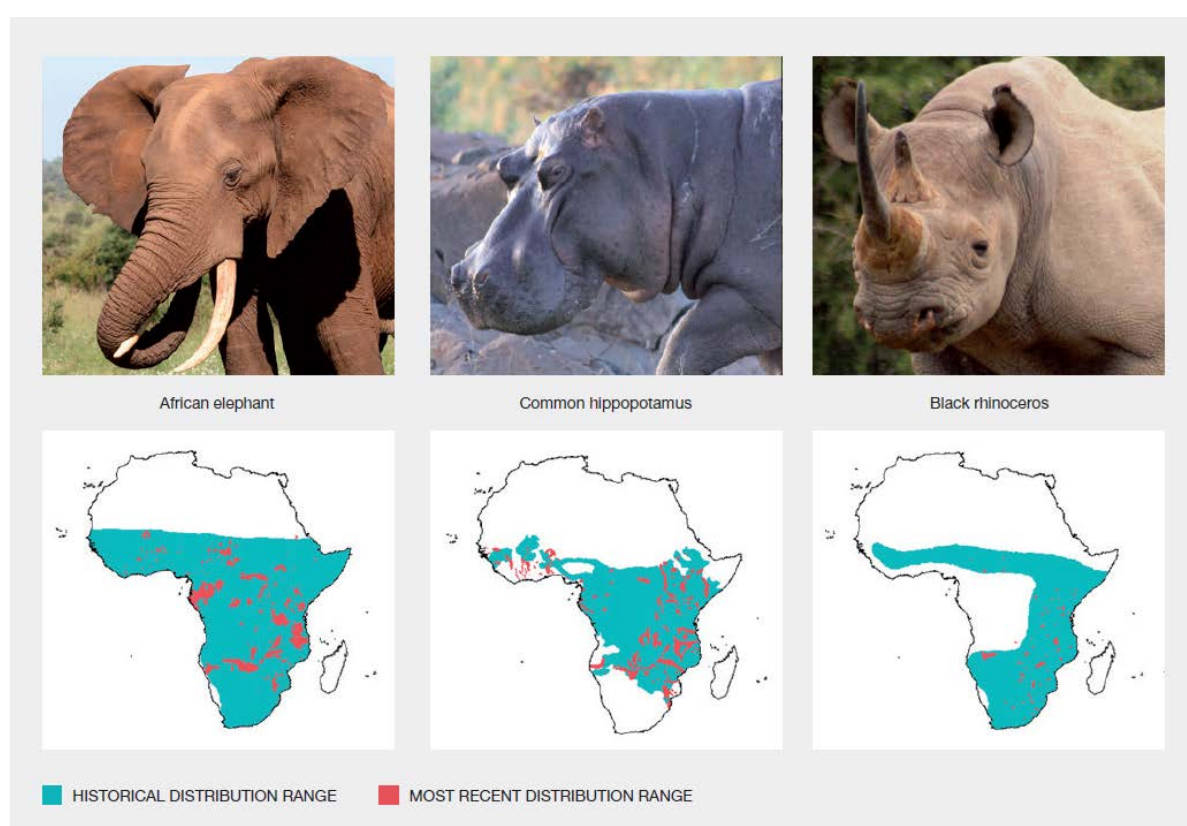 African elephant
Common hippopotamus
Black rhinoceros
HISTORICAL DISTRIBUTION RANGE
MOST RECENT DISTRIBUTION RANGE